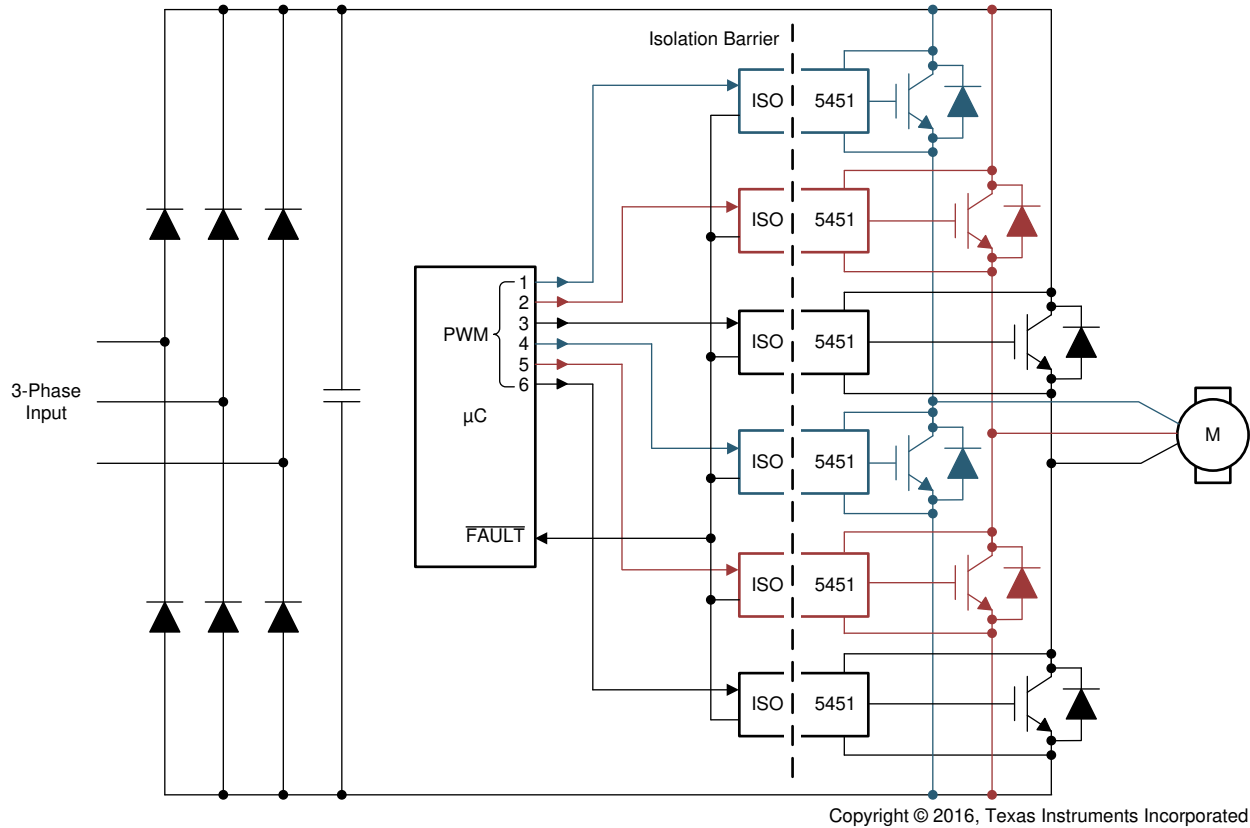 Isolation Barrier
ISO 5451
ISO 5451
1
2
3
PWM
4
5
6
ISO 5451
3-Phase
Input
µC
M
ISO 5451
FAULT
ISO 5451
ISO 5451
Copyright © 2016, Texas Instruments Incorporated